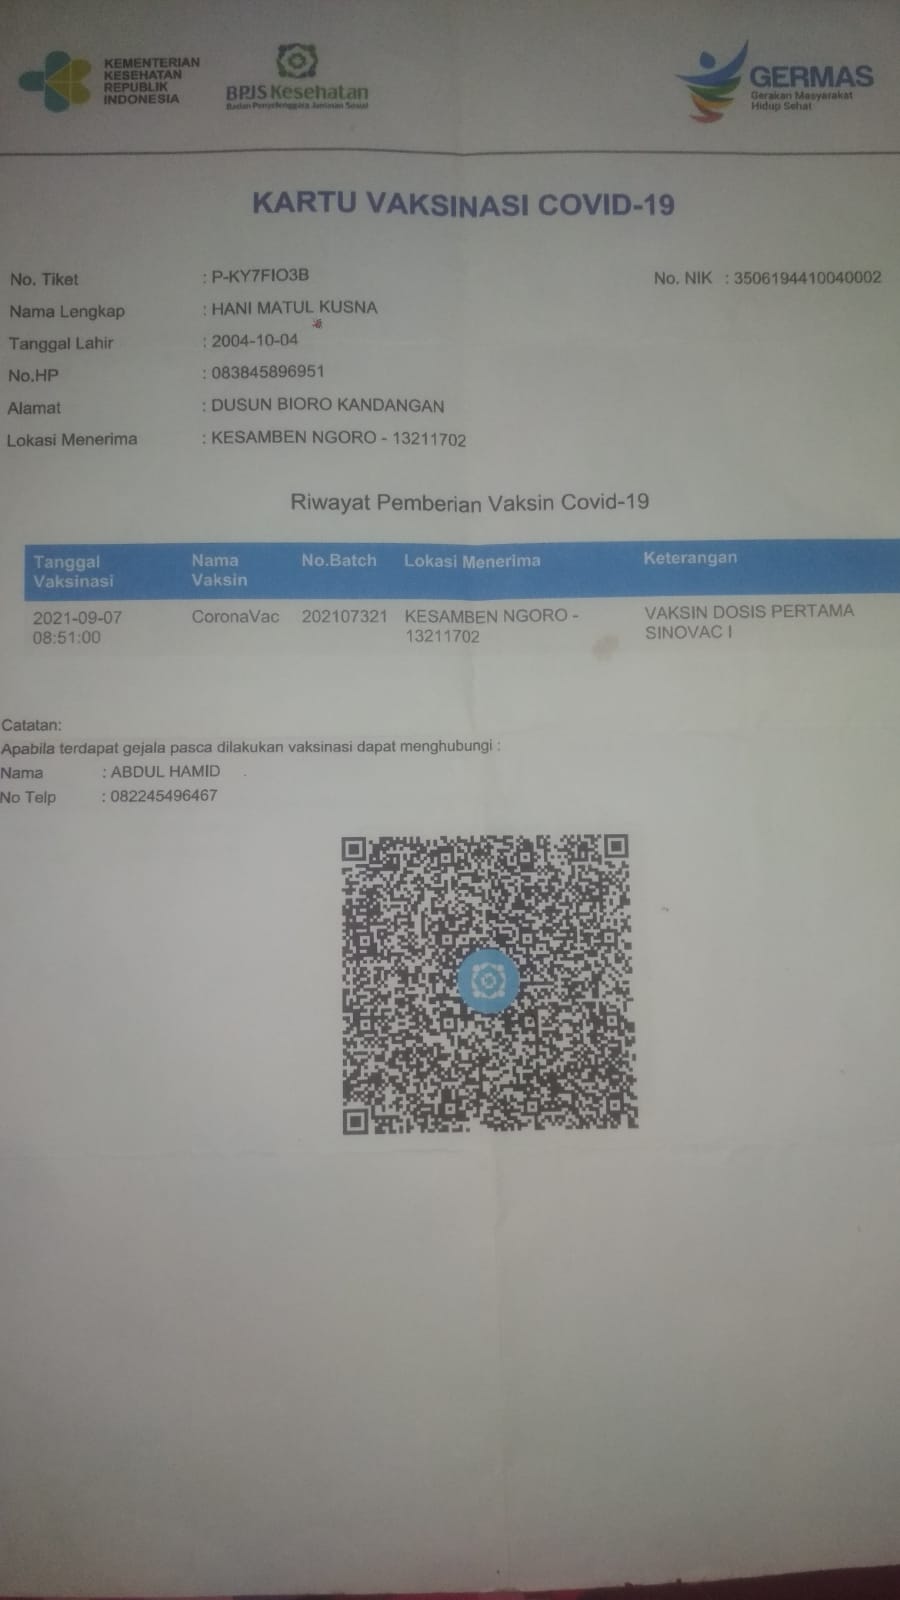 KEMENTERIAN
KESEHATAN
REPUBLIK
INDONESIA
BPJS Kesehatan
Badan Penyelenggara Jaminan Sosial
GERMAS
Gerakan Masyarakat
Hidup Sehat
KARTU VAKSINASI COVID-19
No. Tiket : P-KY7FIO3B No. NIK : 3506194410040002
Nama Lengkap : HANI MATUL KUSNA
Tanggal Lahir : 2004-10-04
No.HP : 083845896951
Alamat : DUSUN BIORO KANDANGAN
Lokasi Menerima : KESAMBEN NGORO - 13211702
Riwayat Pemberian Vaksin Covid-19
Tanggal Vaksinasi Nama Vaksin No.Batch Lokasi Menerima Keterangan
2021-09-07 CoronaVac 202107321 KESAMBEN NGORO - VAKSIN DOSIS PERTAMA
08:51:00 13211702 SINOVAC I
Catatan:
Apabila terdapat gejala pasca dilakukan vaksinasi dapat menghubungi :
Nama : ABDUL HAMID
No Telp : 082245496467